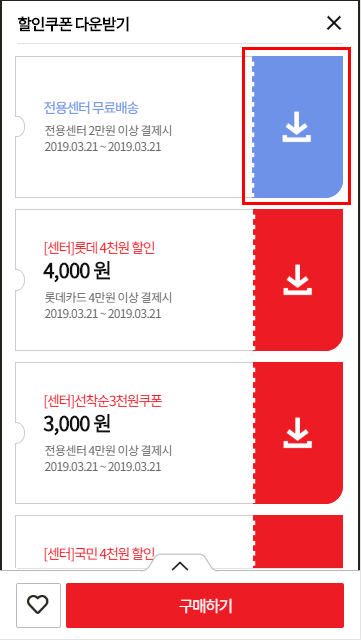 할인쿠폰 다운받기
전용센터 무료배송
전용센터 2만원 이상 결제시
2019.03.21 ~ 2019.03.21
[센터]롯데 4천원 할인
4,000 원
롯데카드 4만원 이상 결제시
2019.03.21 ~ 2019.03.21
[센터]선착순3천원쿠폰
3,000 원
전용센터 4만원 이상 결제시
2019.03.21 ~ 2019.03.21
[센터]국민 4천원 할인
구매하기